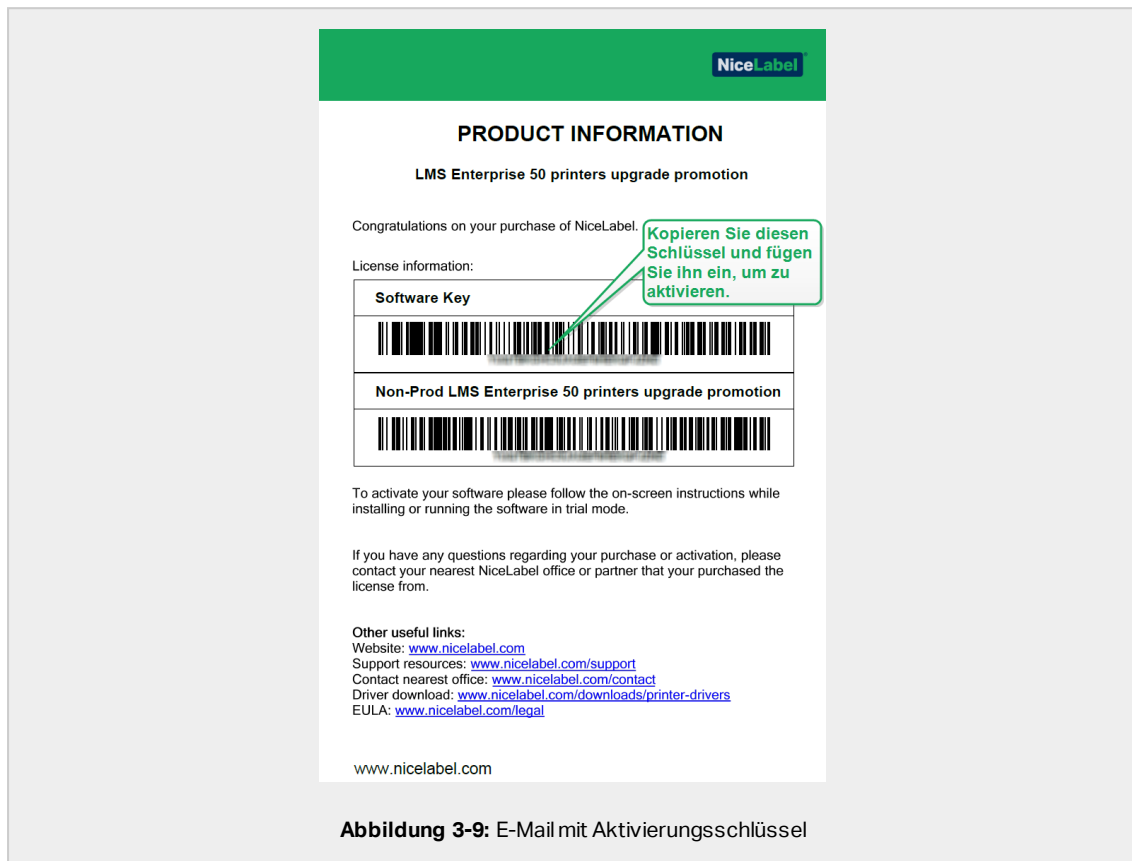 NiceLabel
PRODUCT INFORMATION
LMS Enterprise 50 printers upgrade promotion
Congratulations on your purchase of NiceLabel.
Kopieren Sie diesen
Schlüssel und fügen
Sie ihn ein, um zu
aktivieren.
License information:
Software Key
Non-Prod LMS Enterprise 50 printers upgrade promotion
To activate your software please follow the on-screen instructions while
installing or running the software in trial mode.
If you have any questions regarding your purchase or activation, please
contact your nearest NiceLabel office or partner that your purchased the
license from.
Other useful links:
Website: www.nicelabel.com
Support resources: www.nicelabel.com/support
Contact nearest office: www.nicelabel.com/contact
Driver download: www.nicelabel.com/downloads/printer-drivers
EULA: www.nicelabel.com/legal
www.nicelabel.com
Abbildung 3-9: E-Mail mit Aktivierungsschlüssel